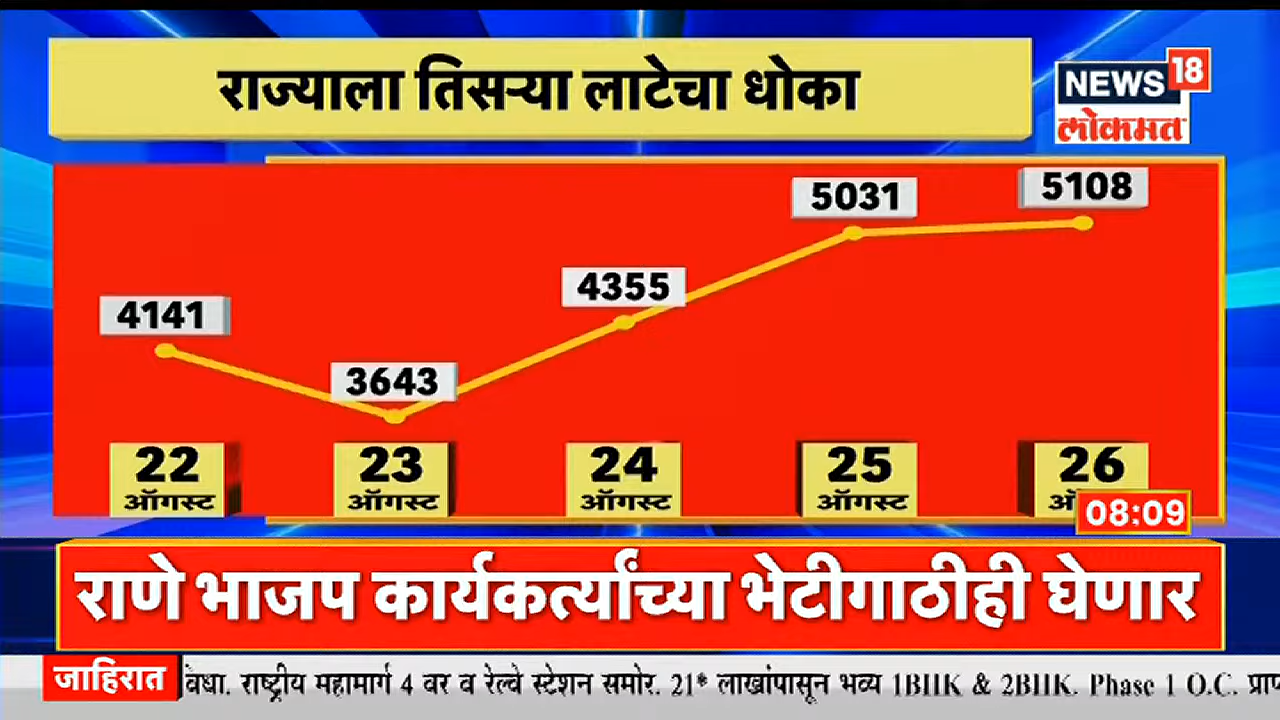 राज्याला तिसऱ्या लाटेचा धोका
NEWS 18
लोकमत
5031
5108
4355
4141
3643
22
ऑगस्ट
23
ऑगस्ट
24
ऑगस्ट
25
ऑगस्ट
26
08:09
राणे भाजप कार्यकर्त्यांच्या भेटीगाठीही घेणार
जाहिरात
राष्ट्रीय महामार्ग 4 वर व रेल्वे स्टेशन समोर. 21* लाखांपासून भव्य 1BHK & 2BHK. Phase 1 O.C.